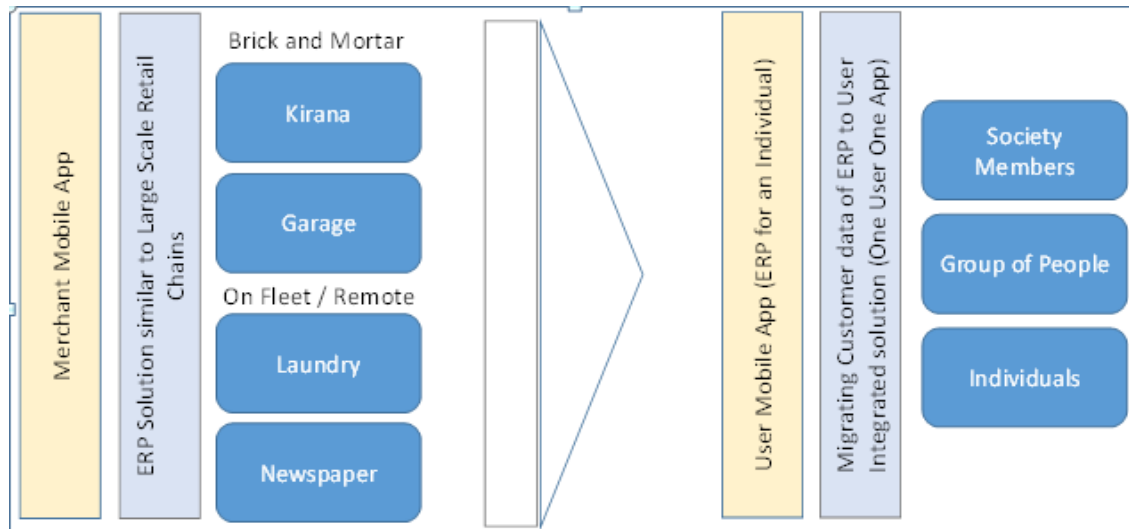 Merchant Mobile App
ERP Solution similar to Large Scale Retail
Chains
Brick and Mortar
Kirana
Garage
On Fleet / Remote
Laundry
Newspaper
User Mobile App (ERP for an Individual)
Migrating Customer data of ERP to User
Integrated solution (One User One App)
Society
Members
Group of People
Individuals